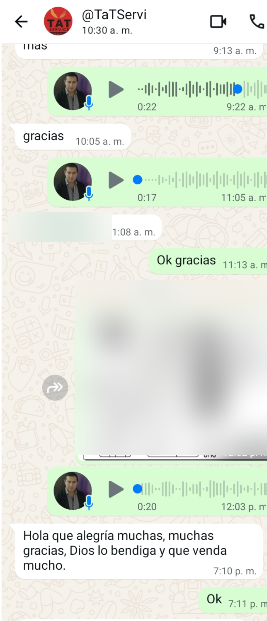 @TaTServi
10:30 a. m.
TAT
mas
9:13 a. m.
0:22
9:22 a. m
gracias
10:05 a. m.
0:17
11:05 a. m
1:08 a. m.
Ok gracias
11:13 a. m
0:20
12:03 p. m
Hola que alegría muchas, muchas
gracias, Dios lo bendiga y que venda
mucho.
7:10 p. m.
Ok
7:11 p. m